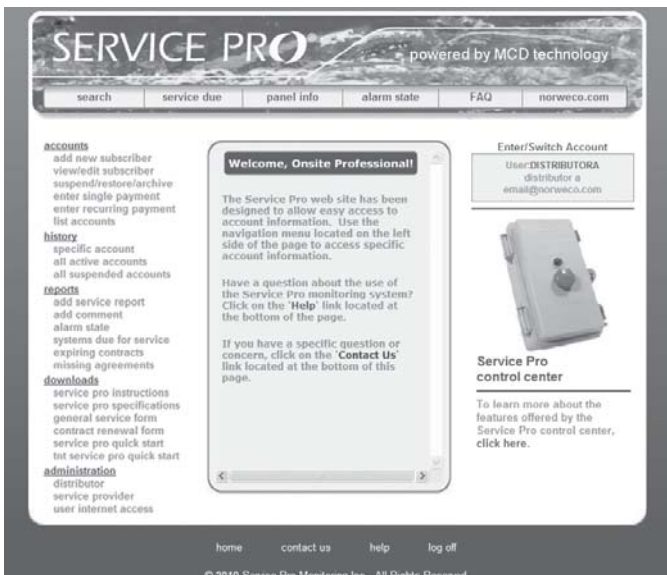 SERVICE PRO
powered by MCD technology
search service due panel info alarm state FAQ norweco.com
accounts
add new subscriber
view/edit subscriber
suspend/restore/archive
enter single payment
enter recurring payment
list accounts
history
specific account
all active accounts
all suspended accounts
reports
add service report
add comment
alarm state
systems due for service
expiring contracts
missing agreements
downloads
service pro instructions
service pro specifications
general service form
contract renewal form
service pro quick start
tnt service pro quick start
administration
distributor
service provider
user internet access
Welcome, Onsite Professional!
The Service Pro web site has been
designed to allow easy access to
account information. Use the
navigation menu located on the left
side of the page to access specific
account information.
Have a question about the use of
the Service Pro monitoring system?
Click on the 'Help' link located at
the bottom of the page.
If you have a specific question or
concern, click on the 'Contact Us'
link located at the bottom of this
page.
Enter/Switch Account
User:DISTRIBUTORA
distributor a
email@norweco.com
Service Pro
control center
To learn more about the
features offered by the
Service Pro control center,
click here.
home contact us help log off
© 2010 Service Pro Monitoring Inc. All Rights Reserved